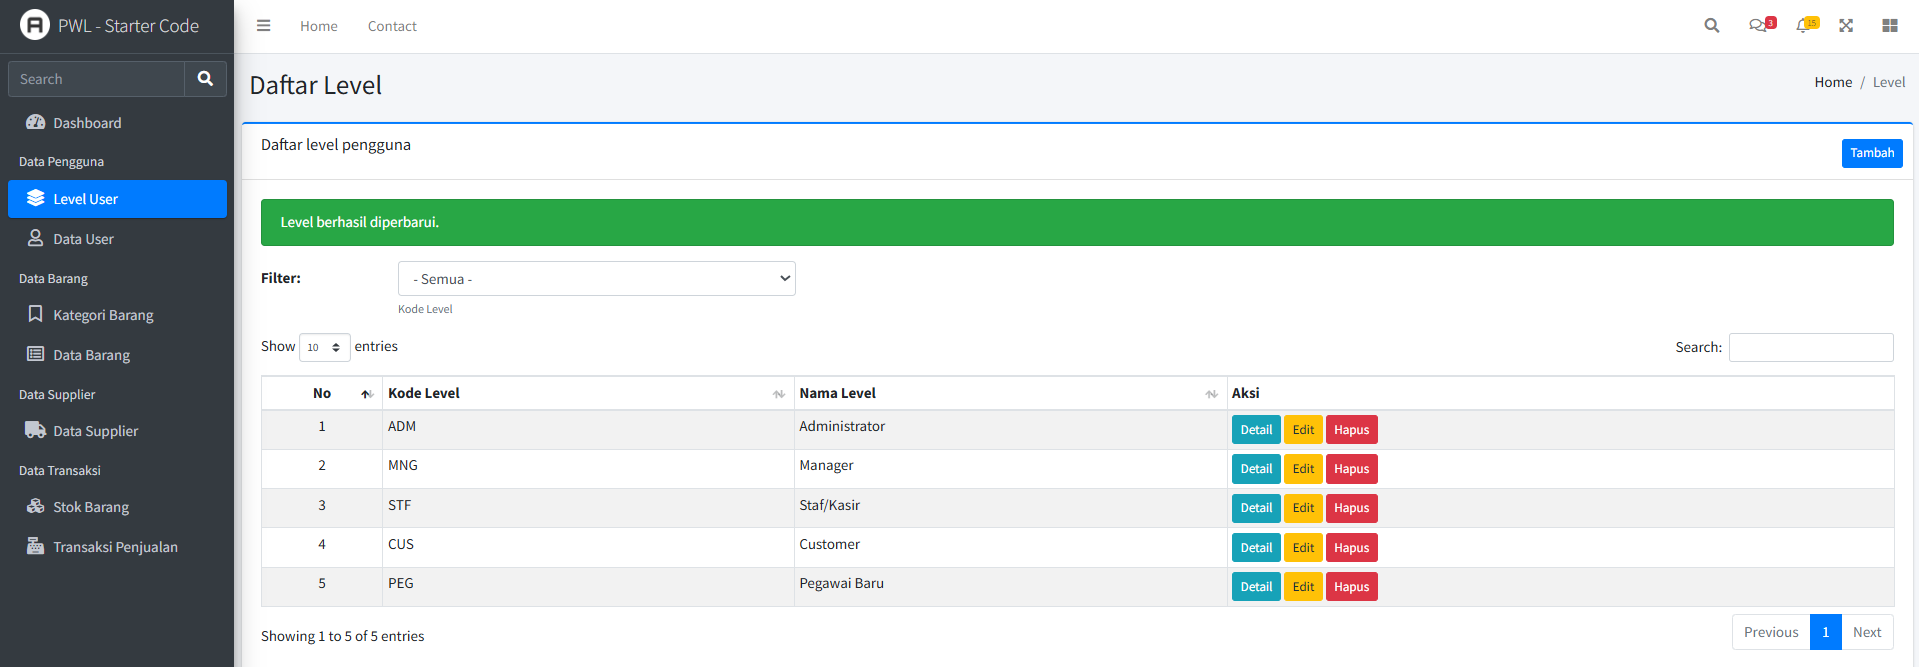 PWL - Starter Code
Home
Contact
3
15
Search
Dashboard
Data Pengguna
Level User
Data User
Data Barang
Kategori Barang
Data Barang
Data Supplier
Data Supplier
Data Transaksi
Stok Barang
Transaksi Penjualan
Daftar Level
Home / Level
Daftar level pengguna
Tambah
Level berhasil diperbarui.
Filter:
- Semua -
Kode Level
Show 10 entries
Search:
No Kode Level Nama Level Aksi
1 ADM Administrator Detail Edit Hapus
2 MNG Manager Detail Edit Hapus
3 STF Staf/Kasir Detail Edit Hapus
4 CUS Customer Detail Edit Hapus
5 PEG Pegawai Baru Detail Edit Hapus
Showing 1 to 5 of 5 entries
Previous 1 Next